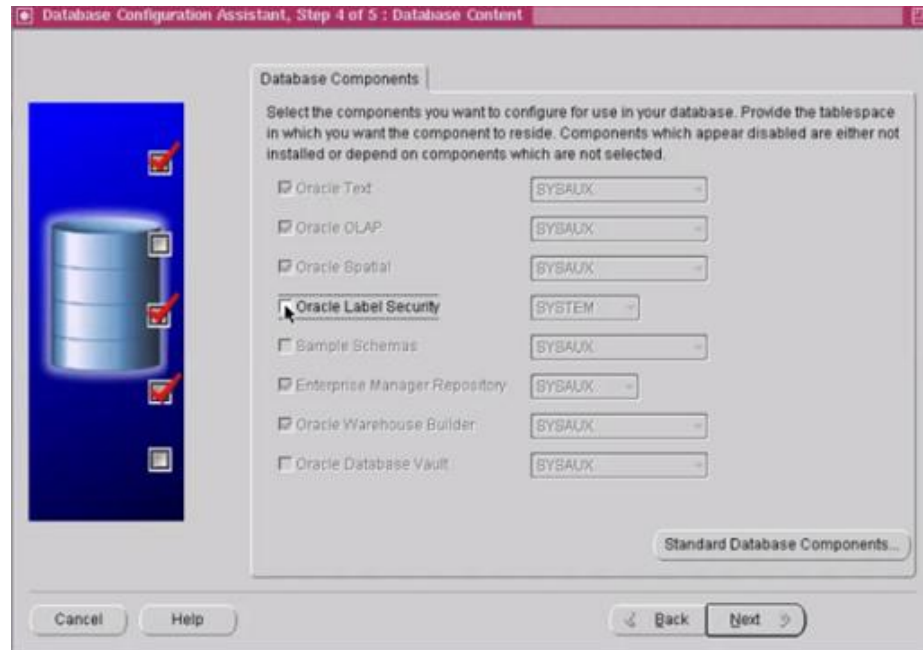 Database Configuration Assistant, Step 4 of 5 : Database Content
Database Components
Select the components you want to configure for use in your database. Provide the tablespace
in which you want the component to reside. Components which appear disabled are either not
installed or depend on components which are not selected.
Oracle Text SYSAUX
Oracle OLAP SYSAUX
Oracle Spatial SYSAUX
Oracle Label Security SYSTEM
Sample Schemas SYSAUX
Enterprise Manager Repository SYSAUX
Oracle Warehouse Builder SYSAUX
Oracle Database Vault SYSAUX
Standard Database Components...
Cancel Help Back Next